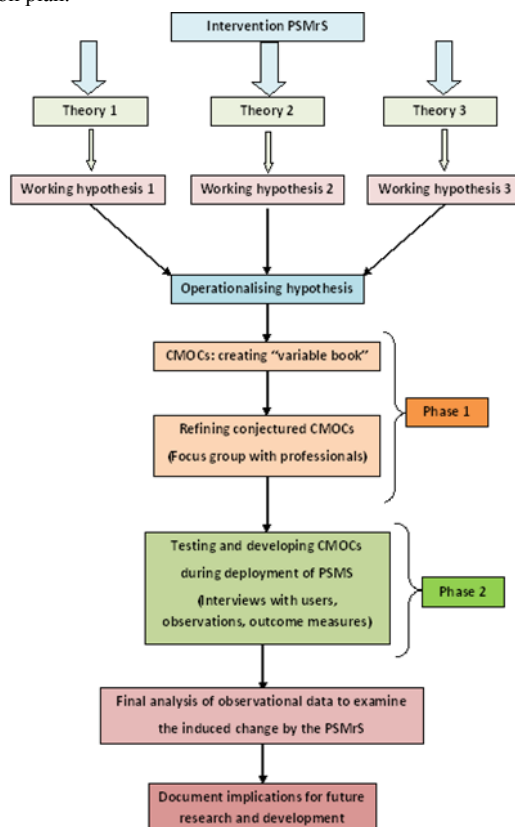 on plan.
Intervention PSMrS
Theory 1
Theory 2
Theory 3
Working hypothesis 1
Working hypothesis 2
Working hypothesis 3
Operationalising hypothesis
CMOCs: creating “variable book”
Phase 1
Refining conjectured CMOCs
(Focus group with professionals)
Testing and developing CMOCs
during deployment of PSMS
(Interviews with users,
observations, outcome measures)
Phase 2
Final analysis of observational data to examine
the induced change by the PSMrS
Document implications for future
research and development